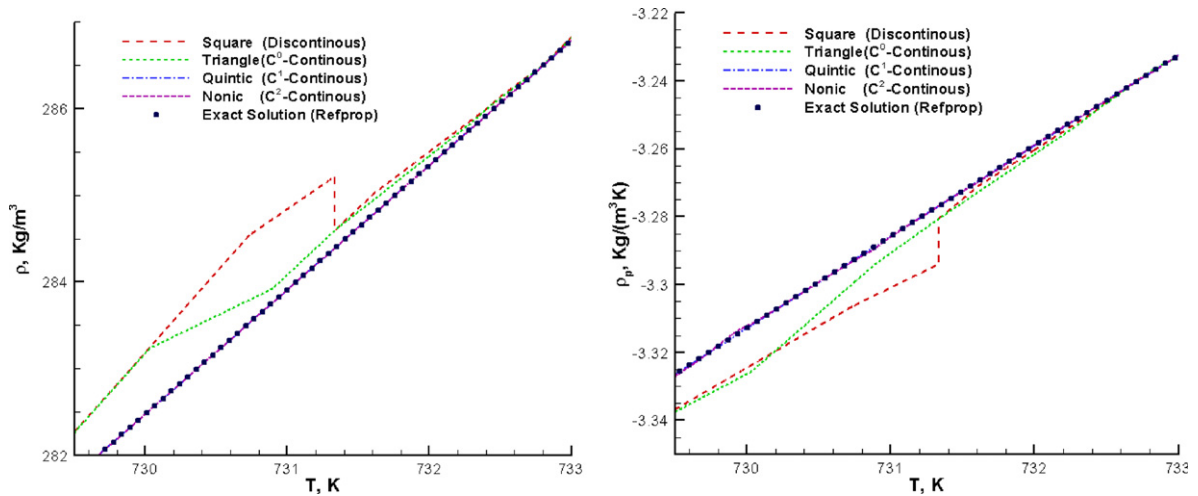 Square (Discontinous)
Triangle(C⁰-Continous)
Quintic (C¹-Continous)
Nonic (C²-Continous)
Exact Solution (Refprop)
286
284
282
ρ, Kg/m³
730
731
732
733
T, K
Square (Discontinous)
Triangle(C⁰-Continous)
Quintic (C¹-Continous)
Nonic (C²-Continous)
Exact Solution (Refprop)
-3.22
-3.24
-3.26
-3.28
-3.3
-3.32
-3.34
ρₚ, Kg/(m³K)
730
731
732
733
T, K